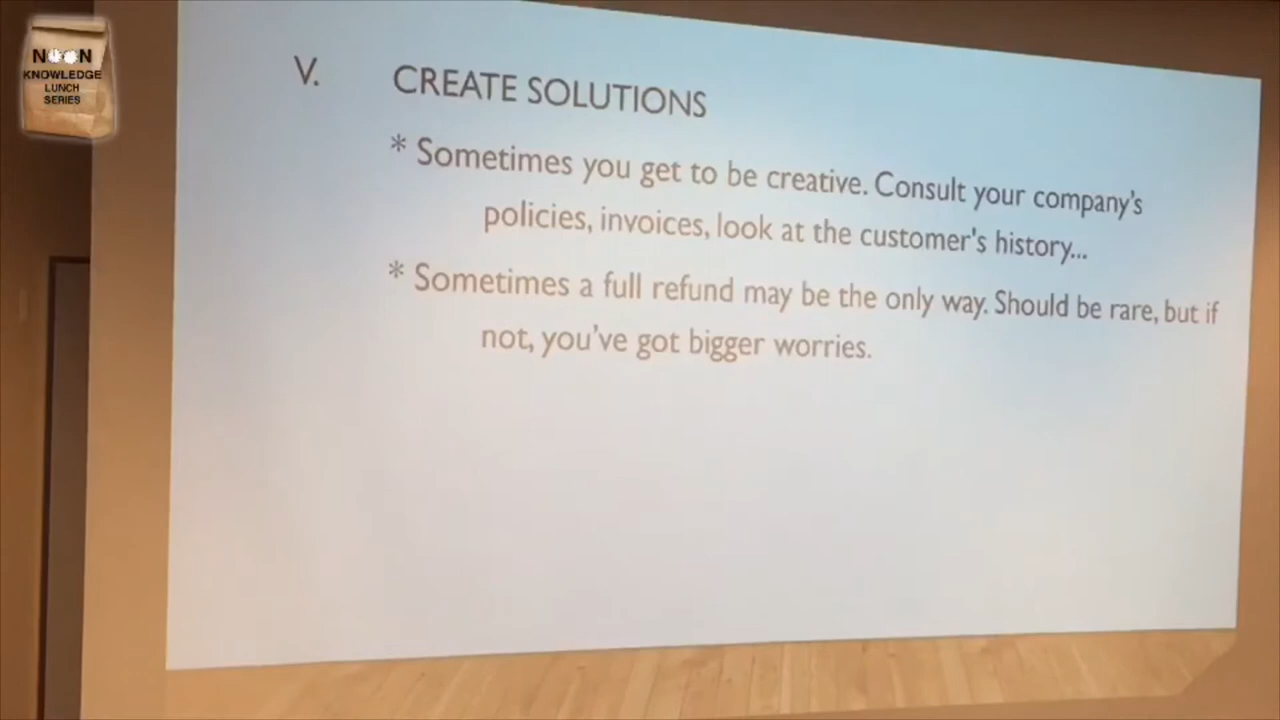 NOON
KNOWLEDGE
LUNCH
SERIES
V. CREATE SOLUTIONS
* Sometimes you get to be creative. Consult your company's
policies, invoices, look at the customer's history...
* Sometimes a full refund may be the only way. Should be rare, but if
not, you've got bigger worries.